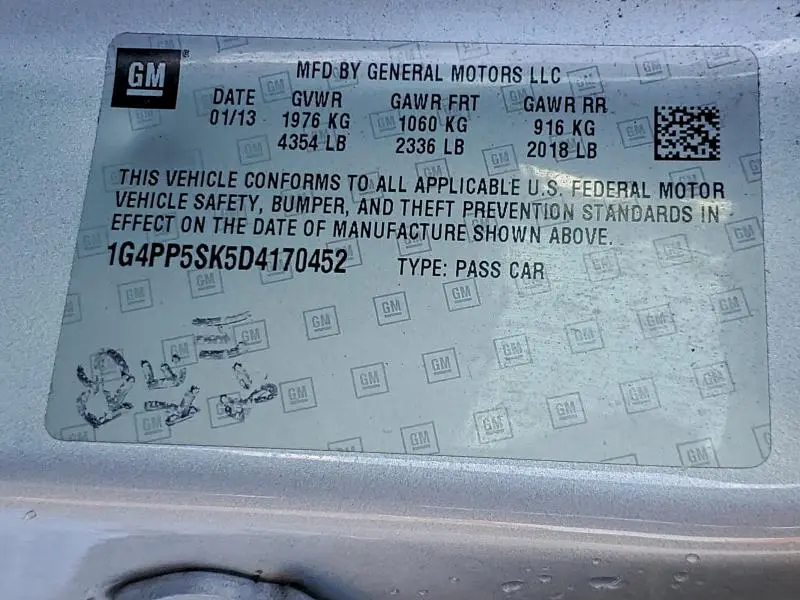 GM
MFD BY GENERAL MOTORS LLC
DATE GVWR GAWR FRT GAWR RR
01/13 1976 KG 1060 KG 916 KG
4354 LB 2336 LB 2018 LB
THIS VEHICLE CONFORMS TO ALL APPLICABLE U.S. FEDERAL MOTOR
VEHICLE SAFETY, BUMPER, AND THEFT PREVENTION STANDARDS IN
EFFECT ON THE DATE OF MANUFACTURE SHOWN ABOVE.
1G4PP5SK5D4170452 TYPE: PASS CAR